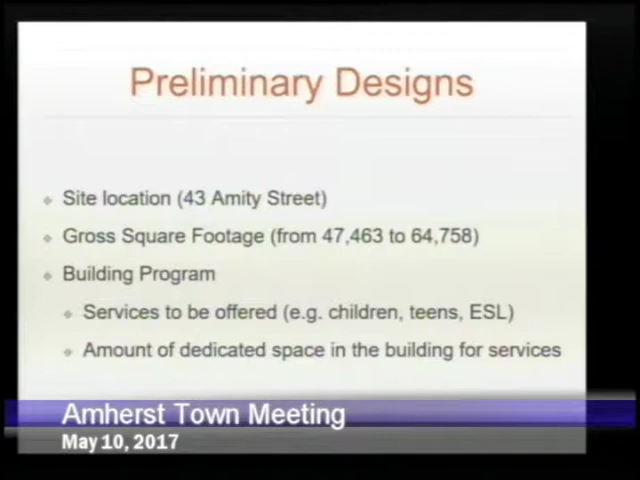 Preliminary Designs
Site location (43 Amity Street)
Gross Square Footage (from 47,463 to 64,758)
Building Program
Services to be offered (e.g. children, teens, ESL)
Amount of dedicated space in the building for services
Amherst Town Meeting
May 10, 2017